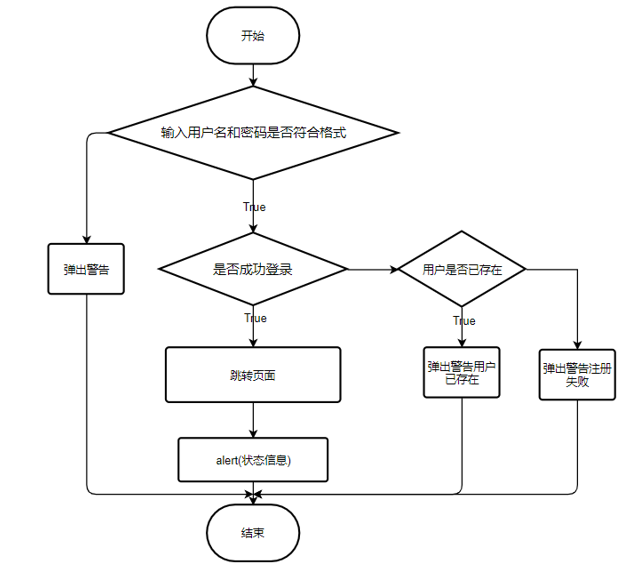 开始
输入用户名和密码是否符合格式
True
弹出警告
是否成功登录
用户是否已存在
True
True
跳转页面
弹出警告用户
已存在
弹出警告注册
失败
alert(状态信息)
结束